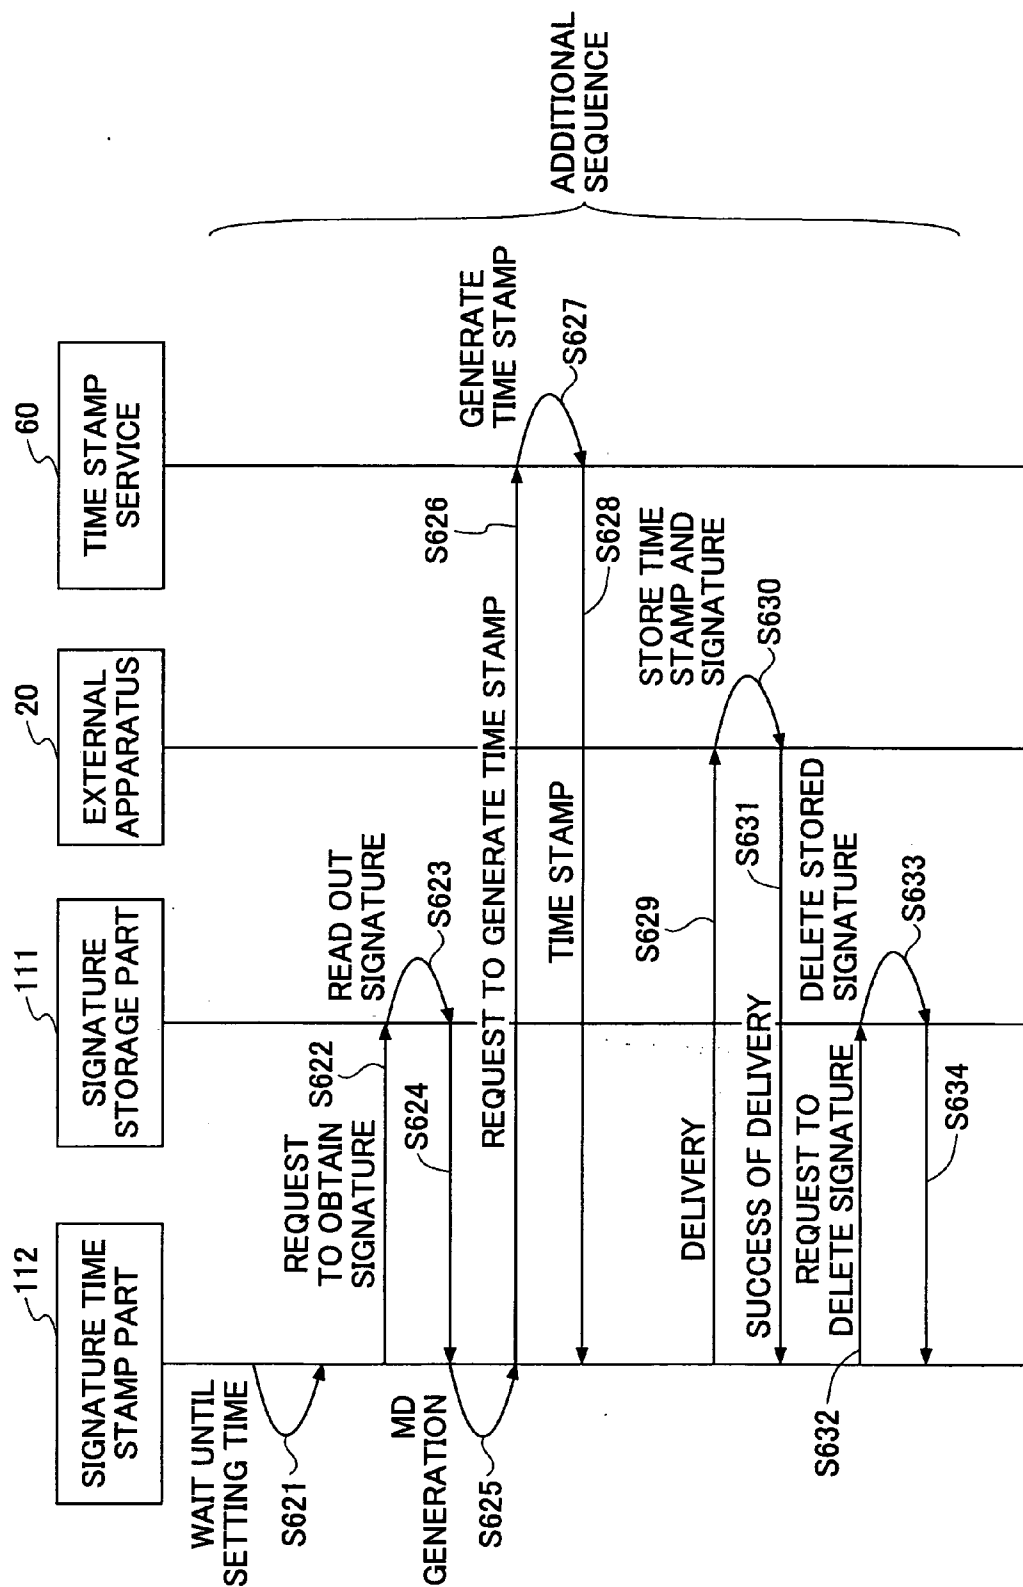 112
SIGNATURE TIME
STAMP PART
111
SIGNATURE
STORAGE PART
20
EXTERNAL
APPARATUS
60
TIME STAMP
SERVICE
WAIT UNTIL
SETTING TIME
S621
REQUEST
TO OBTAIN
SIGNATURE
S622
READ OUT
SIGNATURE
S623
S624
MD
GENERATION
S625
REQUEST TO GENERATE TIME STAMP
S626
GENERATE
TIME STAMP
S627
TIME STAMP
S628
DELIVERY
S629
STORE TIME
STAMP AND
SIGNATURE
S630
SUCCESS OF DELIVERY
S631
REQUEST TO
DELETE SIGNATURE
S632
DELETE STORED
SIGNATURE
S633
S634
ADDITIONAL
SEQUENCE